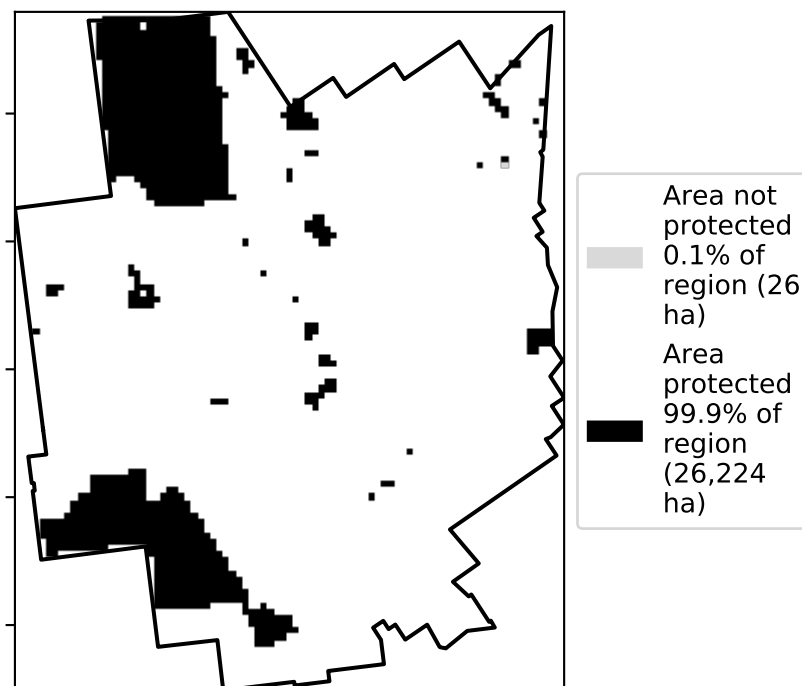 Area not
protected
0.1% of
region (26
ha)
Area
protected
99.9% of
region
(26,224
ha)